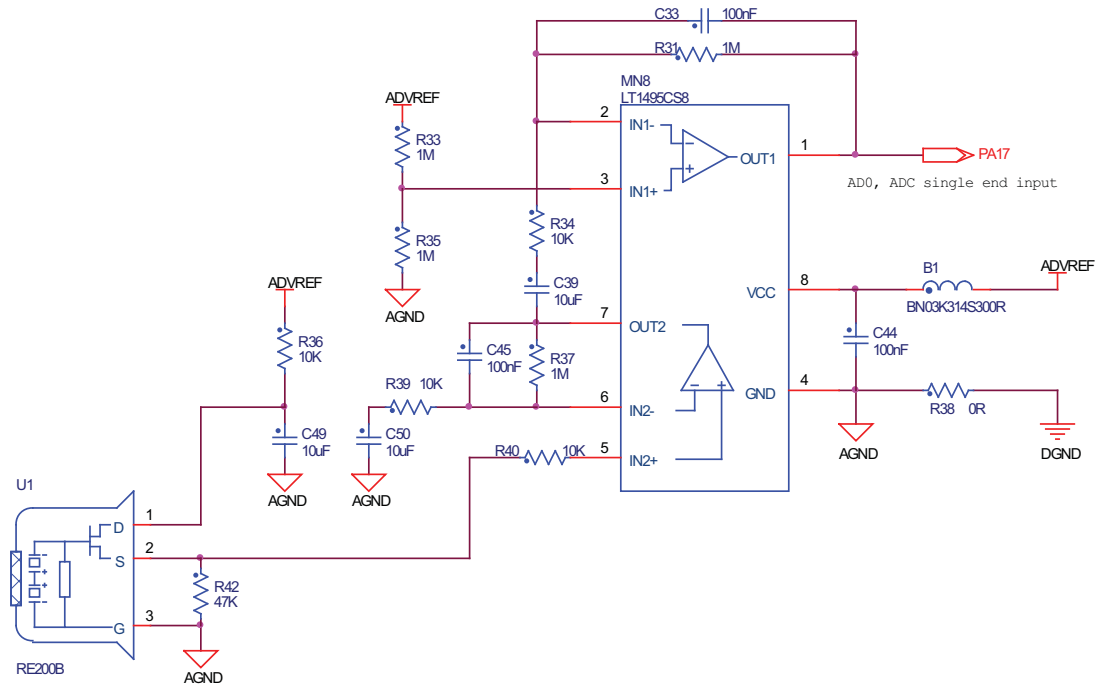 C33 100nF
R31 1M
MN8
LT1495CS8
ADVREF
R33
1M
2 IN1-
OUT1 1
PA17
AD0, ADC single end input
3 IN1+
R34
10K
R35
1M
AGND
C39
10uF
ADVREF
VCC 8
B1
BN03K314S300R
ADVREF
R36
10K
7 OUT2
C45
100nF
R37
1M
C44
100nF
R39 10K
GND 4
R38 0R
6 IN2-
C49
10uF
C50
10uF
AGND
DGND
R40 10K
5 IN2+
AGND
AGND
U1
D 1
S 2
R42
47K
G 3
AGND
RE200B